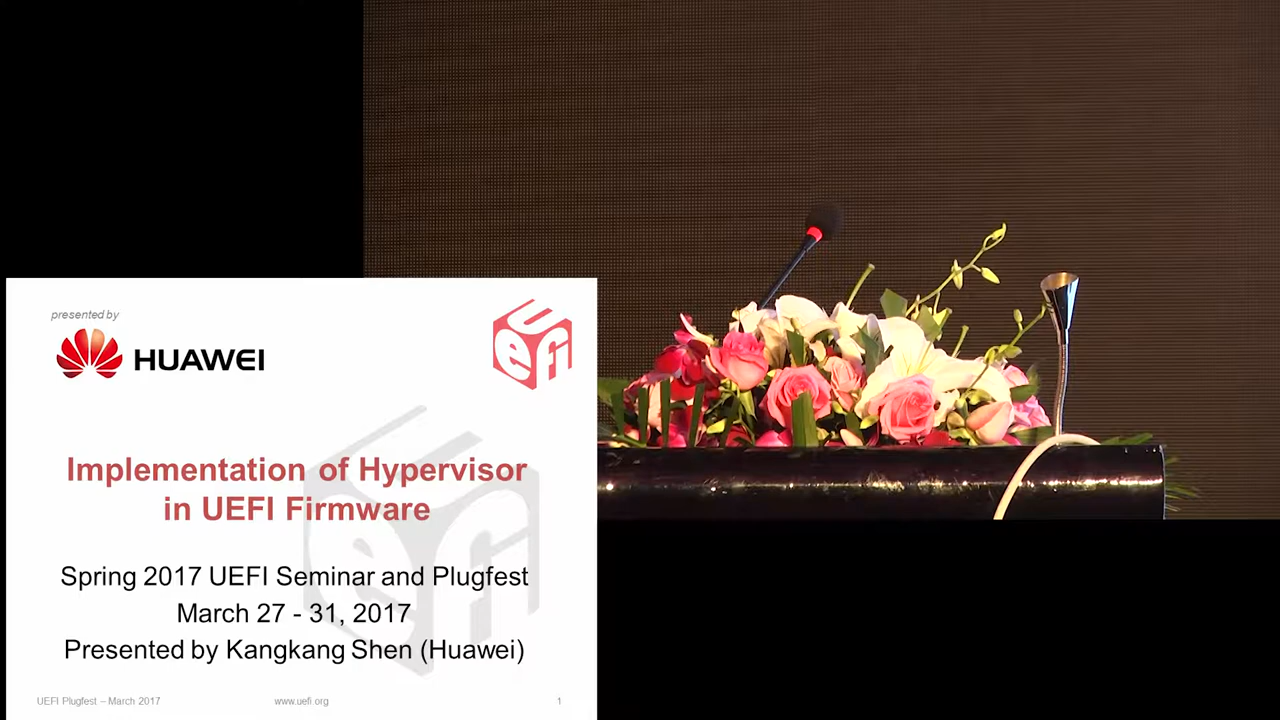 presented by
HUAWEI
UEFI
Implementation of Hypervisor
in UEFI Firmware
Spring 2017 UEFI Seminar and Plugfest
March 27 - 31, 2017
Presented by Kangkang Shen (Huawei)
UEFI Plugfest – March 2017
www.uefi.org
1